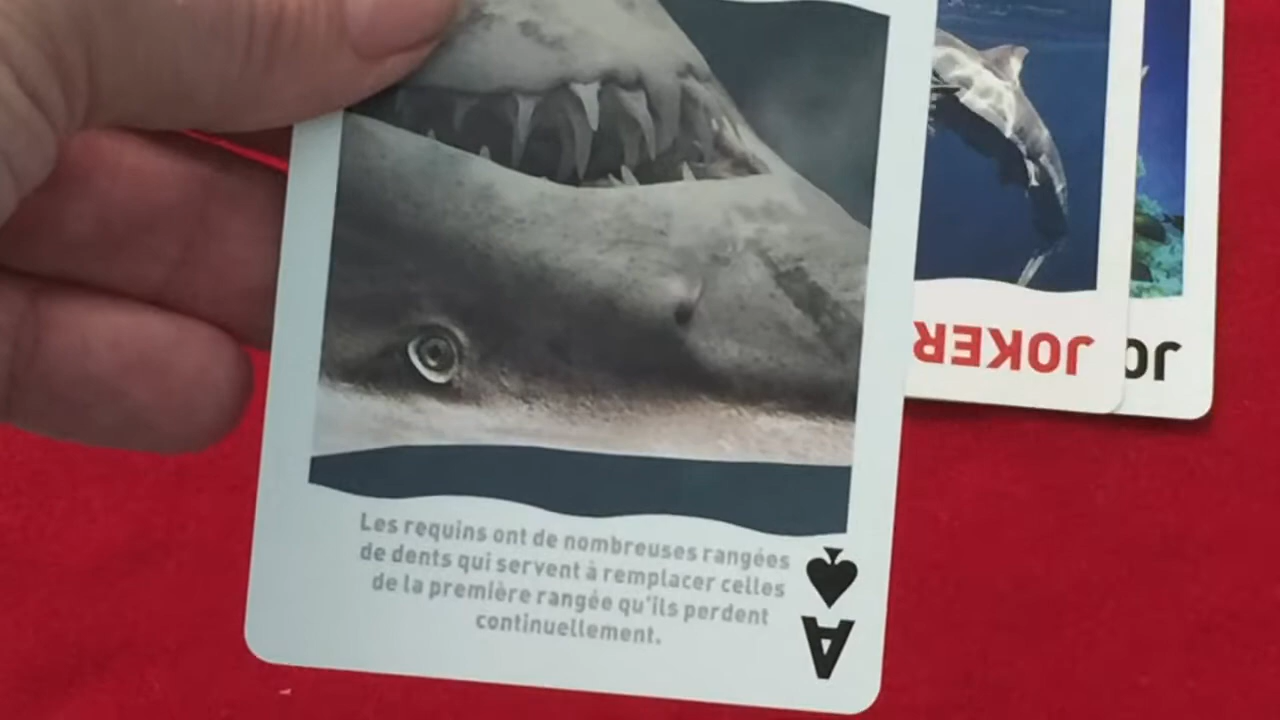 Les requins ont de nombreuses rangées
de dents qui servent à remplacer celles
de la première rangée qu'ils perdent
continuellement.
A
JOKER
JO